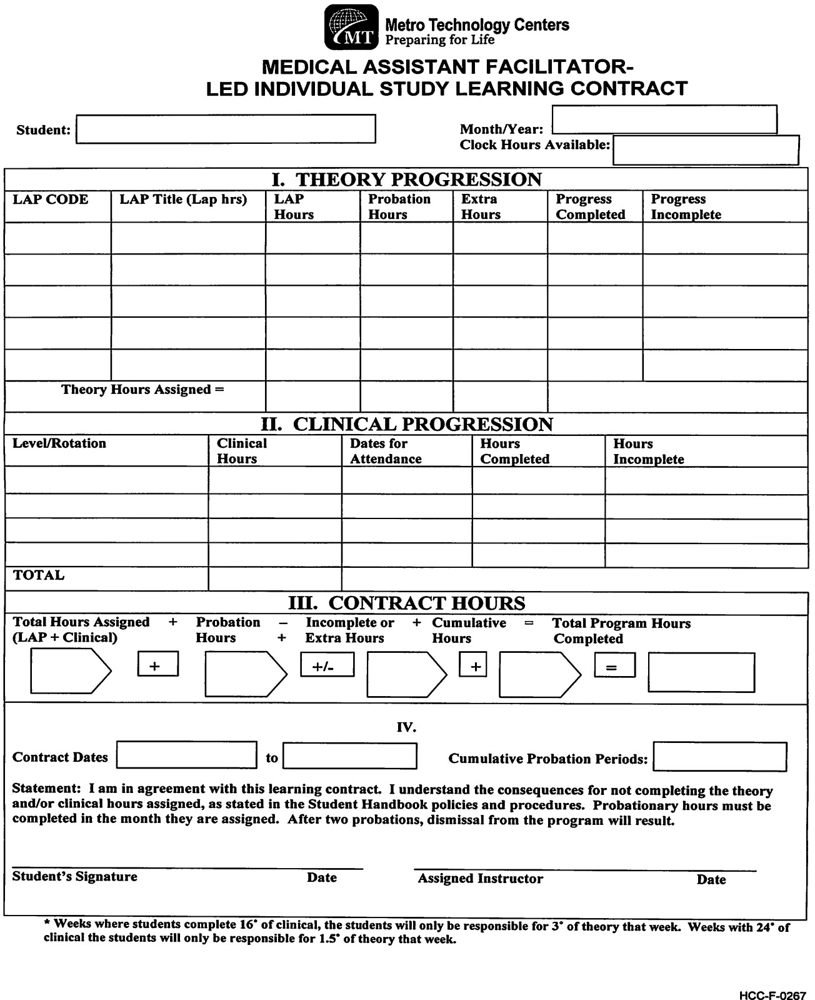 MT
Metro Technology Centers
Preparing for Life
MEDICAL ASSISTANT FACILITATOR-
LED INDIVIDUAL STUDY LEARNING CONTRACT
Student:
Month/Year:
Clock Hours Available:
I. THEORY PROGRESSION
LAP CODE LAP Title (Lap hrs) LAP Probation Extra Progress Progress
Hours Hours Hours Completed Incomplete
Theory Hours Assigned =
II. CLINICAL PROGRESSION
Level/Rotation Clinical Dates for Hours Hours
Hours Attendance Completed Incomplete
TOTAL
III. CONTRACT HOURS
Total Hours Assigned + Probation – Incomplete or + Cumulative = Total Program Hours
(LAP + Clinical) Hours + Extra Hours Hours Completed
+ +/- + =
IV.
Contract Dates to Cumulative Probation Periods:
Statement: I am in agreement with this learning contract. I understand the consequences for not completing the theory
and/or clinical hours assigned, as stated in the Student Handbook policies and procedures. Probationary hours must be
completed in the month they are assigned. After two probations, dismissal from the program will result.
Student's Signature Date Assigned Instructor Date
* Weeks where students complete 16° of clinical, the students will only be responsible for 3° of theory that week. Weeks with 24° of
clinical the students will only be responsible for 1.5° of theory that week.
HCC-F-0267